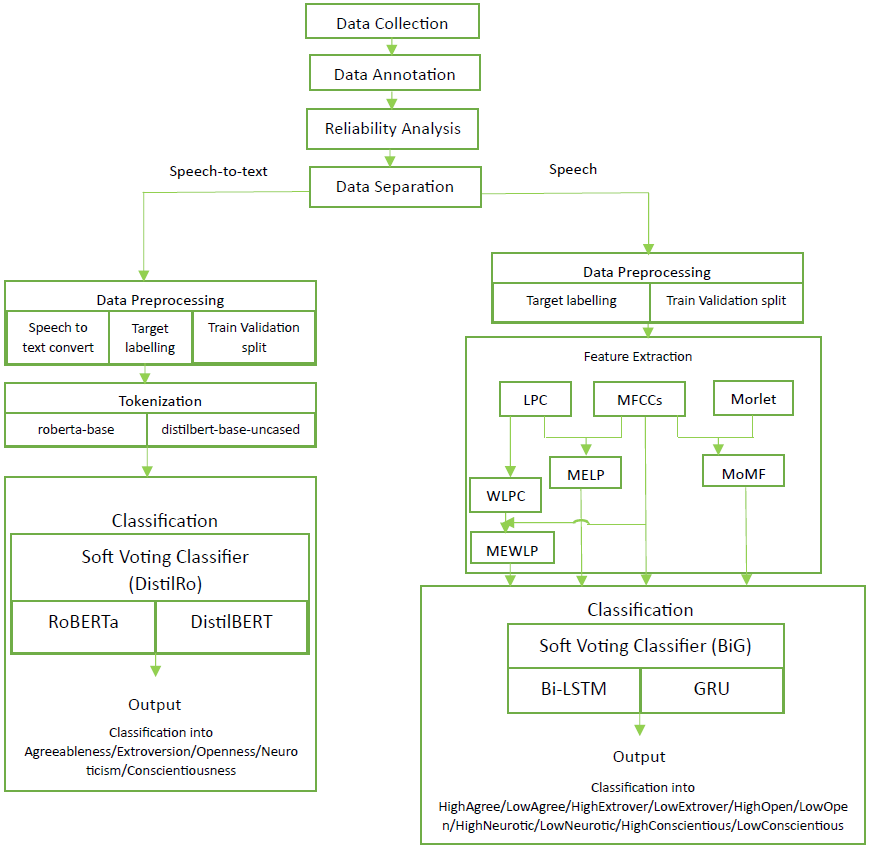 Data Collection
Data Annotation
Reliability Analysis
Data Separation
Speech-to-text
Speech
Data Preprocessing
Speech to
text convert
Target
labelling
Train Validation
split
Tokenization
roberta-base
distilbert-base-uncased
Classification
Soft Voting Classifier
(DistilRo)
RoBERTa
DistilBERT
Output
Classification into
Agreeableness/Extroversion/Openness/Neuro
ticism/Conscientiousness
Data Preprocessing
Target labelling
Train Validation split
Feature Extraction
LPC
MFCCs
Morlet
MELP
MoMF
WLPC
MEWLP
Classification
Soft Voting Classifier (BiG)
Bi-LSTM
GRU
Output
Classification into
HighAgree/LowAgree/HighExtrover/LowExtrover/HighOpen/LowOpe
n/HighNeurotic/LowNeurotic/HighConscientious/LowConscientious